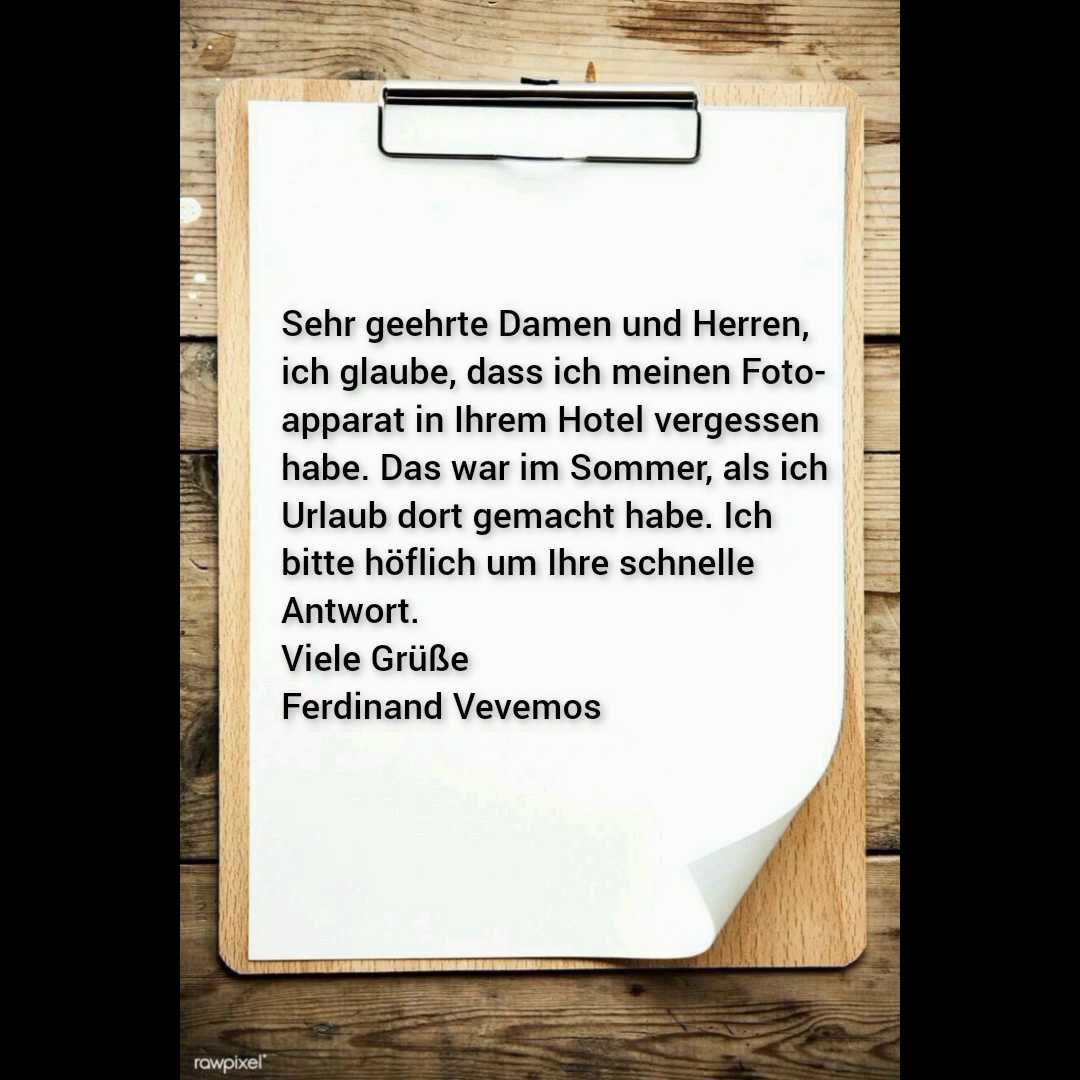 Sehr geehrte Damen und Herren,
ich glaube, dass ich meinen Foto-
apparat in Ihrem Hotel vergessen
habe. Das war im Sommer, als ich
Urlaub dort gemacht habe. Ich
bitte höflich um Ihre schnelle
Antwort.
Viele Grüße
Ferdinand Vevemos
rawpixel